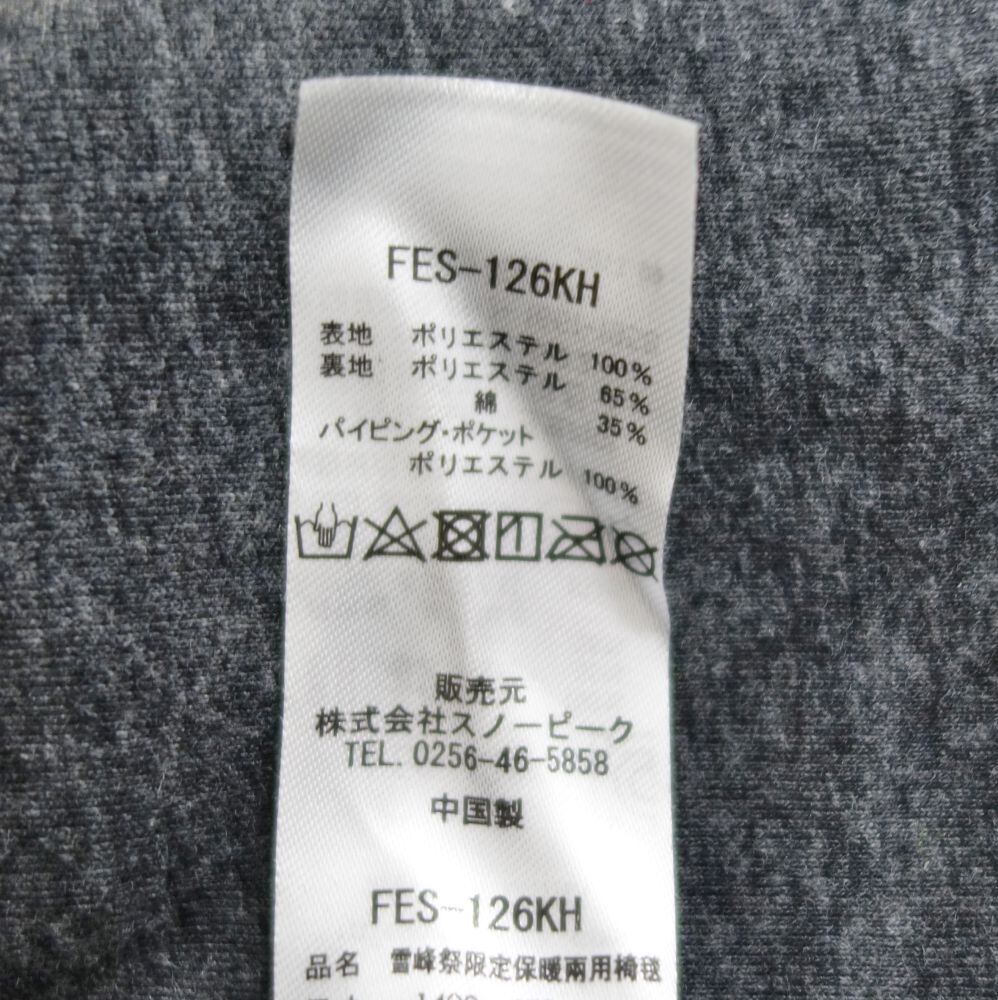 FES-126KH
表地 ポリエステル 100%
裏地 ポリエステル 65%
綿 35%
パイピング・ポケット
ポリエステル 100%
販売元
株式会社スノーピーク
TEL. 0256-46-5858
中国製
FES-126KH
品名 雪峰祭限定保暖兩用椅毯